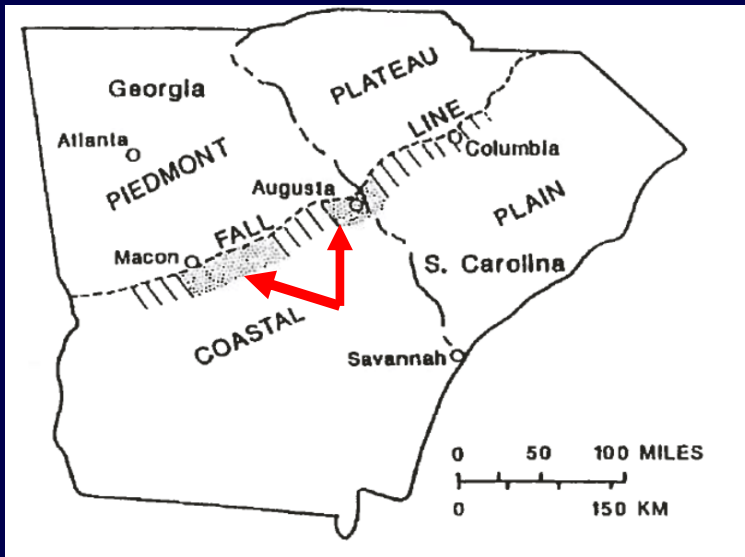 PLATEAU
Georgia
LINE
Atlanta
Columbia
PIEDMONT
Augusta
PLAIN
FALL
Macon
S. Carolina
COASTAL
Savannah
0 50 100 MILES
0 150 KM